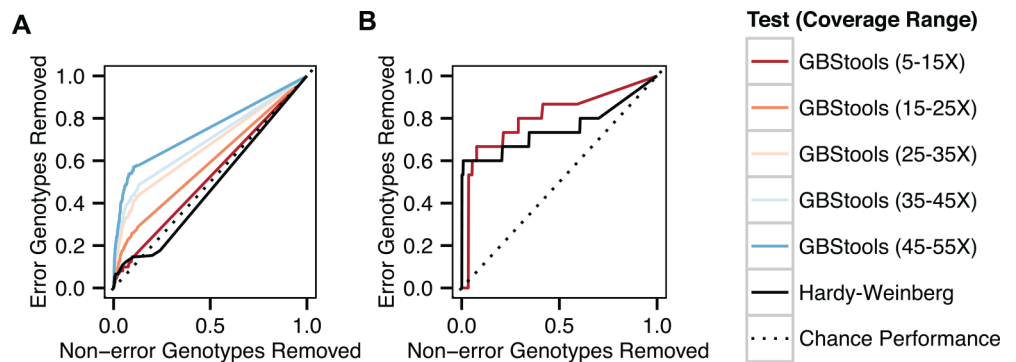 A
Error Genotypes Removed
1.0
0.8
0.6
0.4
0.2
0.0
0.0 0.5 1.0
Non-error Genotypes Removed
B
Error Genotypes Removed
1.0
0.8
0.6
0.4
0.2
0.0
0.0 0.5 1.0
Non-error Genotypes Removed
Test (Coverage Range)
GBStools (5-15X)
GBStools (15-25X)
GBStools (25-35X)
GBStools (35-45X)
GBStools (45-55X)
Hardy-Weinberg
Chance Performance